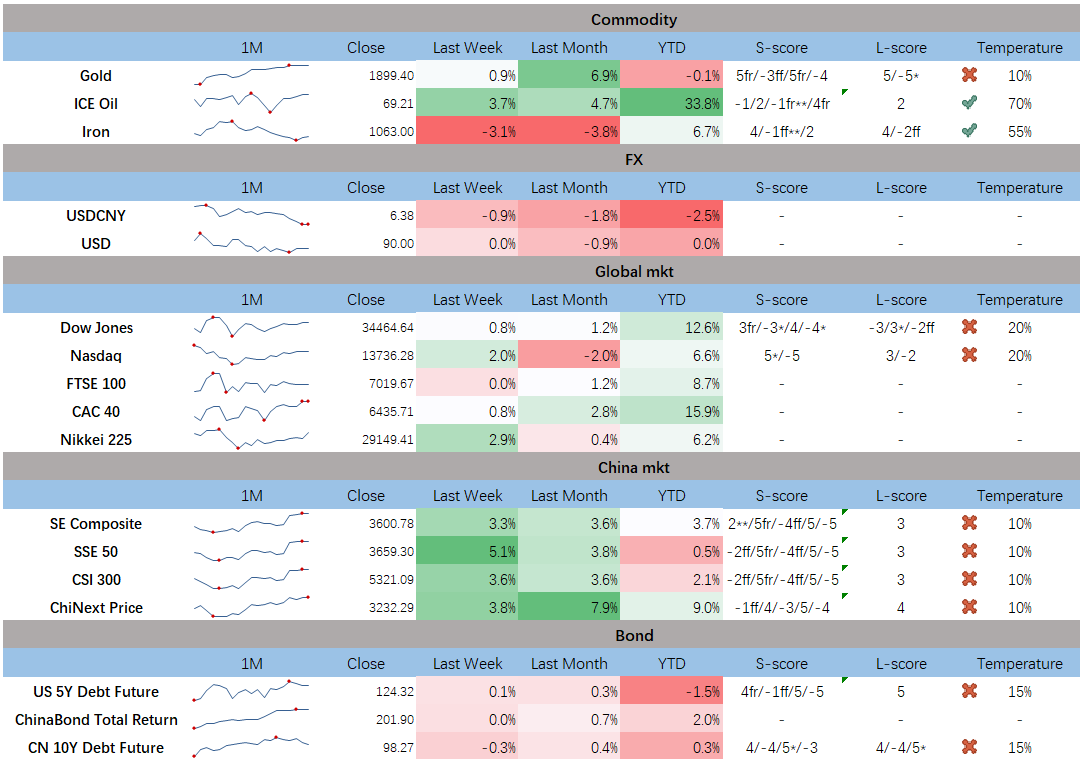 Commodity
1M Close Last Week Last Month YTD S-score L-score Temperature
Gold 1899.40 0.9% 6.9% -0.1% 5fr/-3ff/5fr/-4 5/-5* 10%
ICE Oil 69.21 3.7% 4.7% 33.8% -1/2/-1fr**/4fr 2 70%
Iron 1063.00 -3.1% -3.8% 6.7% 4/-1ff**/2 4/-2ff 55%
FX
1M Close Last Week Last Month YTD S-score L-score Temperature
USDCNY 6.38 -0.9% -1.8% -2.5% - - -
USD 90.00 0.0% -0.9% 0.0% - - -
Global mkt
1M Close Last Week Last Month YTD S-score L-score Temperature
Dow Jones 34464.64 0.8% 1.2% 12.6% 3fr/-3*/4/-4* -3/3*/-2ff 20%
Nasdaq 13736.28 2.0% -2.0% 6.6% 5*/-5 3/-2 20%
FTSE 100 7019.67 0.0% 1.2% 8.7% - - -
CAC 40 6435.71 0.8% 2.8% 15.9% - - -
Nikkei 225 29149.41 2.9% 0.4% 6.2% - - -
China mkt
1M Close Last Week Last Month YTD S-score L-score Temperature
SE Composite 3600.78 3.3% 3.6% 3.7% 2**/5fr/-4ff/5/-5 3 10%
SSE 50 3659.30 5.1% 3.8% 0.5% -2ff/5fr/-4ff/5/-5 3 10%
CSI 300 5321.09 3.6% 3.6% 2.1% -2ff/5fr/-4ff/5/-5 3 10%
ChiNext Price 3232.29 3.8% 7.9% 9.0% -1ff/4/-3/5/-4 4 10%
Bond
1M Close Last Week Last Month YTD S-score L-score Temperature
US 5Y Debt Future 124.32 0.1% 0.3% -1.5% 4fr/-1ff/5/-5 5 15%
ChinaBond Total Return 201.90 0.0% 0.7% 2.0% - - -
CN 10Y Debt Future 98.27 -0.3% 0.4% 0.3% 4/-4/5*/-3 4/-4/5* 15%